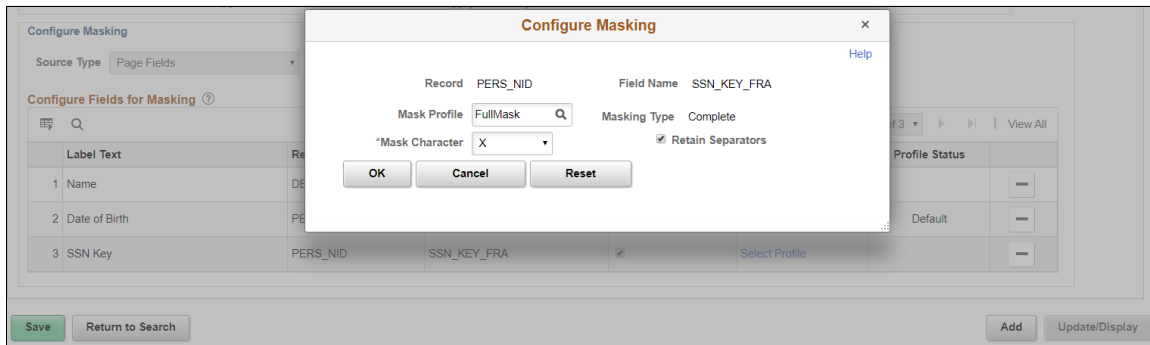 Configure Masking
Source Type Page Fields
Configure Fields for Masking
of 3 View All
Label Text Re Profile Status
1 Name DE
2 Date of Birth PE Default
3 SSN Key PERS_NID SSN_KEY_FRA Select Profile
Save Return to Search Add Update/Display
Configure Masking ×
Help
Record PERS_NID Field Name SSN_KEY_FRA
Mask Profile FullMask Masking Type Complete
*Mask Character X Retain Separators
OK Cancel Reset